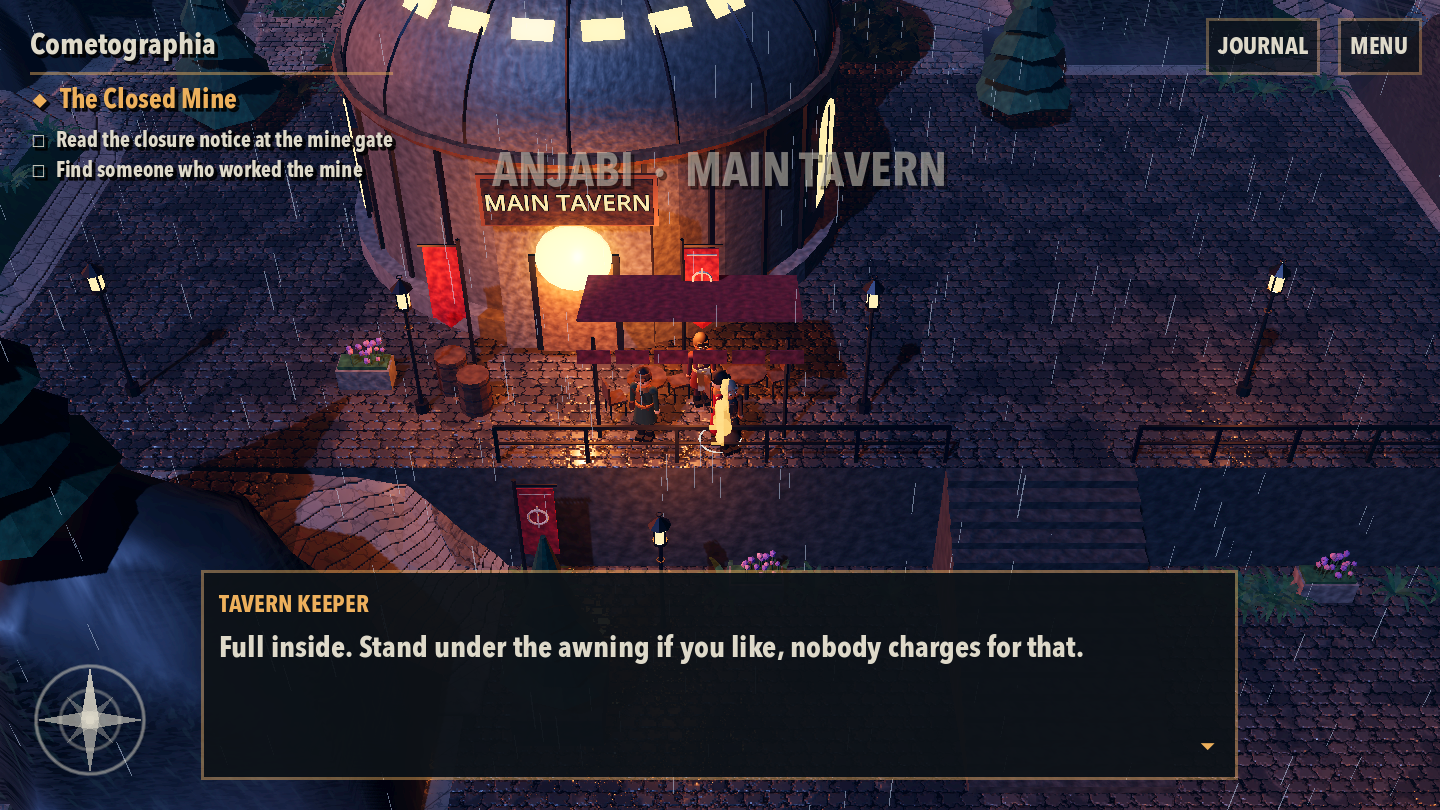 Cometographia
The Closed Mine
Read the closure notice at the mine gate
Find someone who worked the mine
JOURNAL
MENU
ANJABI · MAIN TAVERN
MAIN TAVERN
TAVERN KEEPER
Full inside. Stand under the awning if you like, nobody charges for that.